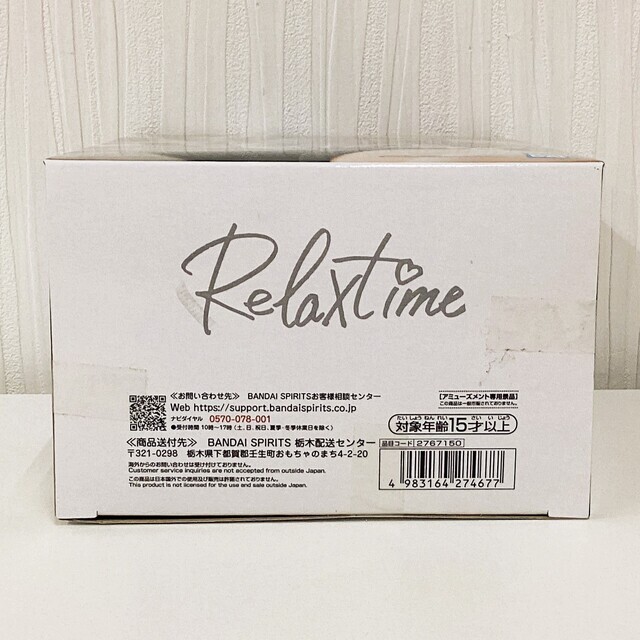 Relaxtime
≪お問い合わせ先≫ BANDAI SPIRITSお客様相談センター
Web https://support.bandaispirits.co.jp
ナビダイヤル 0570-078-001
●受付時間 10時～17時(土、日、祝日、夏季・冬季休業日を除く)
≪商品送付先≫ BANDAI SPIRITS 栃木配送センター
〒321-0298 栃木県下都賀郡壬生町おもちゃのまち4-2-20
海外からのお問い合わせは受け付けておりません。
Customer service inquiries are not accepted from outside Japan.
この商品は日本国外での使用及び販売は許諾されておりません。
This product is not licensed for the use and sale outside Japan.
【アミューズメント専用景品】
この商品は一般市販されておりません。
たいしょうねんれい さい いじょう
対象年齢15才以上
品目コード 2767150
4 983164 274677